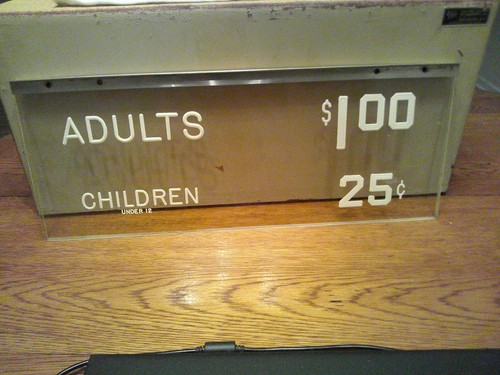 ADULTS $1.00
CHILDREN 25¢
UNDER 12